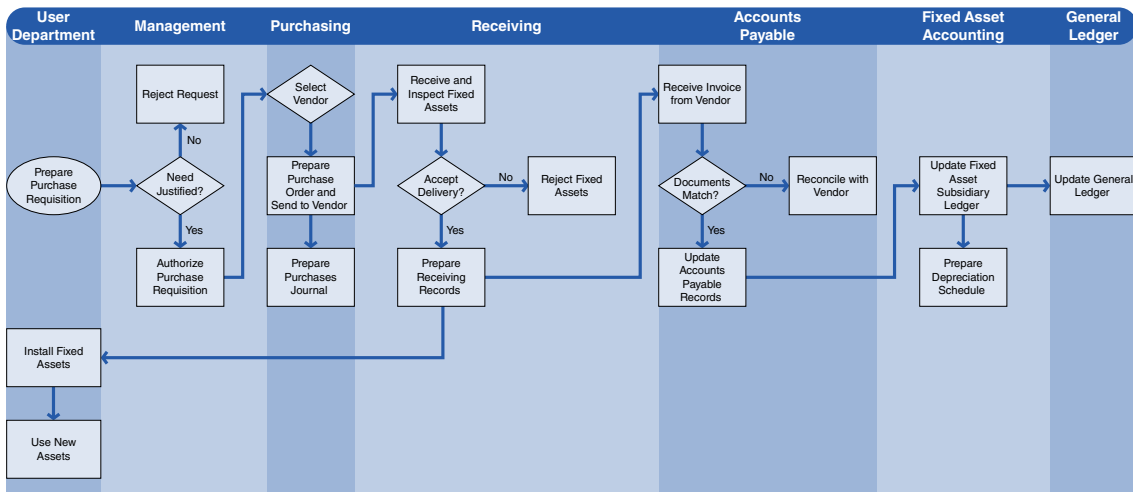 User
Department
Management
Purchasing
Receiving
Accounts
Payable
Fixed Asset
Accounting
General
Ledger
Reject Request
Select
Vendor
Receive and
Inspect Fixed
Assets
Receive Invoice
from Vendor
No
Prepare
Purchase
Requisition
Need
Justified?
Prepare
Purchase
Order and
Send to Vendor
Accept
Delivery?
No
Reject Fixed
Assets
Documents
Match?
No
Reconcile with
Vendor
Update Fixed
Asset
Subsidiary
Ledger
Update General
Ledger
Yes
Yes
Yes
Authorize
Purchase
Requisition
Prepare
Purchases
Journal
Prepare
Receiving
Records
Update
Accounts
Payable
Records
Prepare
Depreciation
Schedule
Install Fixed
Assets
Use New
Assets